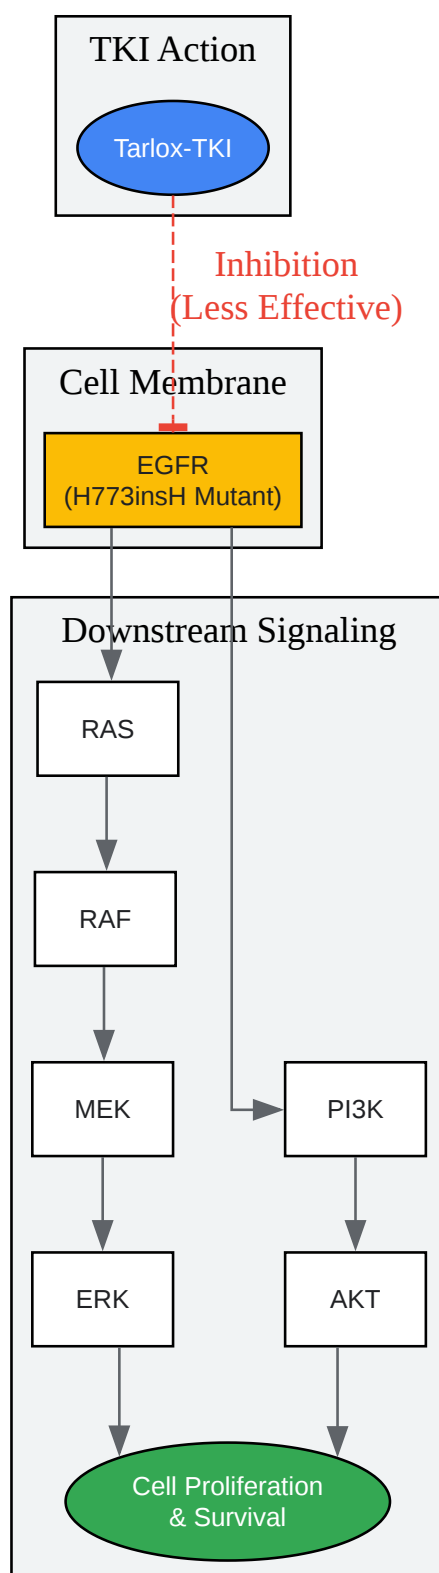 TKI Action
Tarlox-TKI
Inhibition
(Less Effective)
Cell Membrane
EGFR
(H773insH Mutant)
Downstream Signaling
RAS
RAF
MEK
PI3K
ERK
AKT
Cell Proliferation
& Survival